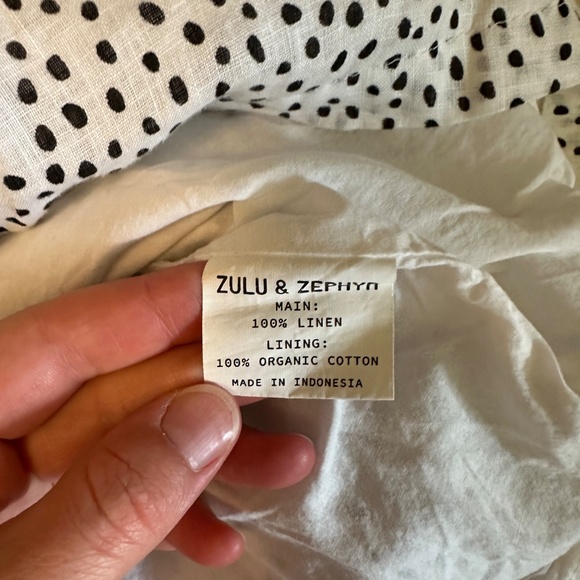 ZULU & ZEPHYR
MAIN:
100% LINEN
LINING:
100% ORGANIC COTTON
MADE IN INDONESIA